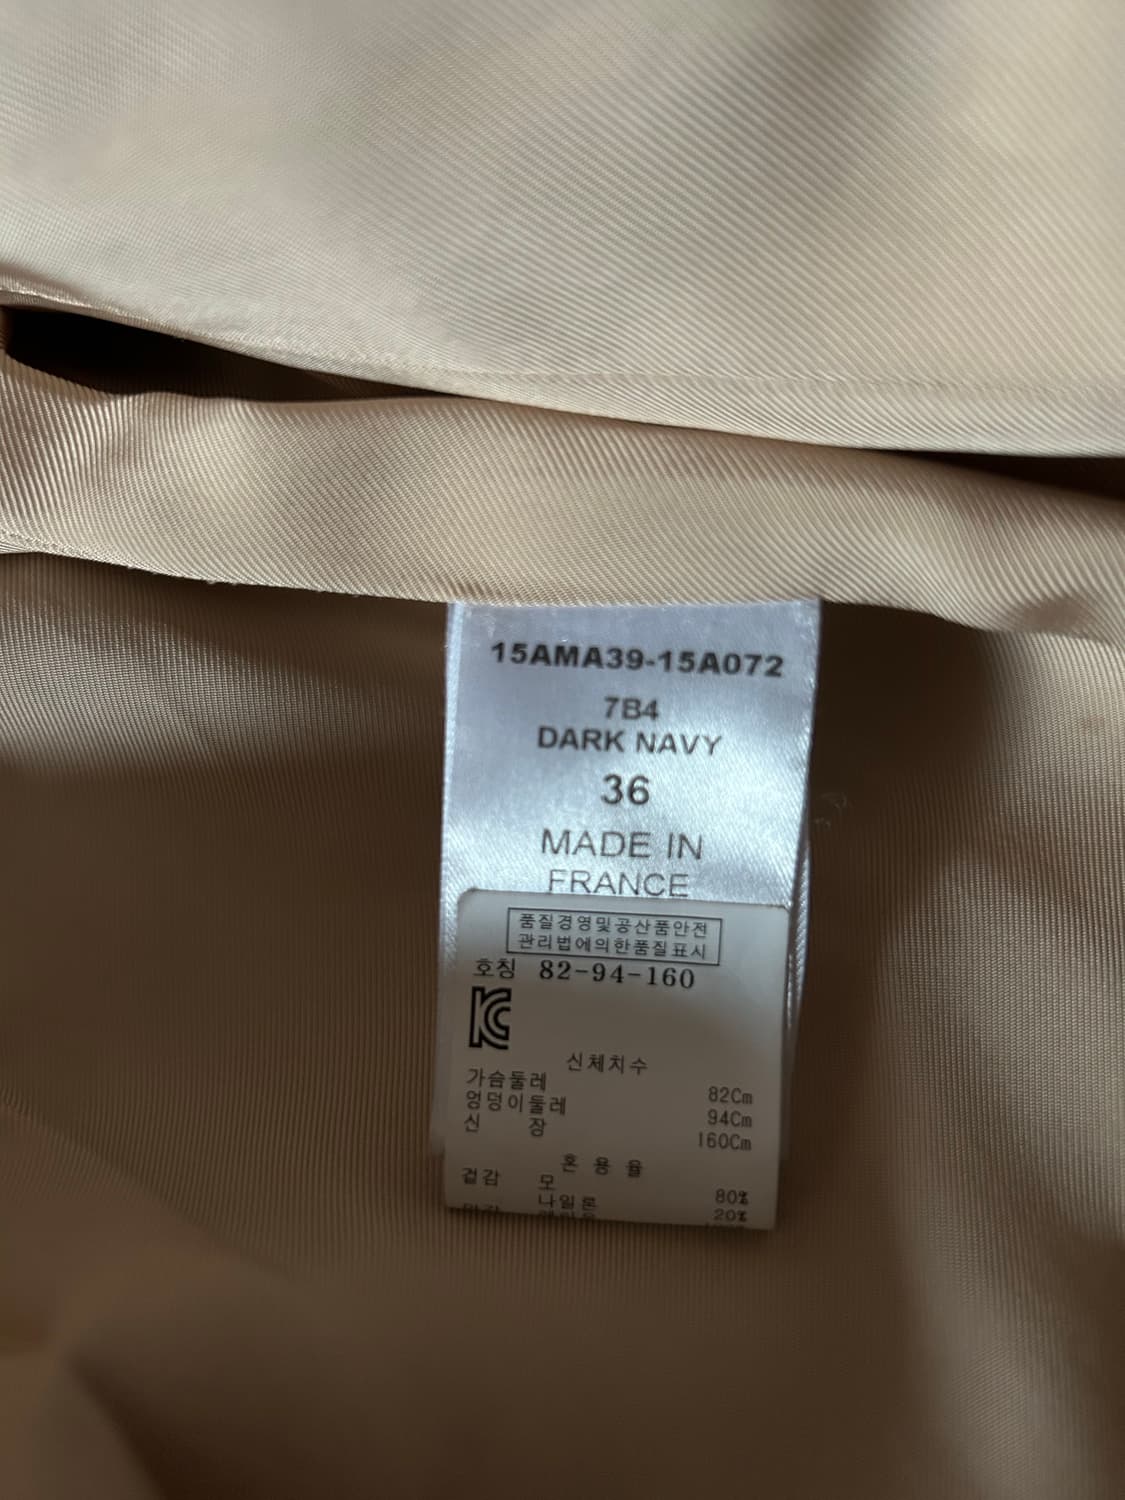 15AMA39-15A072
7B4
DARK NAVY
36
MADE IN
FRANCE
품질경영및공산품안전
관리법에의한품질표시
호칭 82-94-160
KC
신체치수
가슴둘레 82Cm
엉덩이둘레 94Cm
신 장 160Cm
혼 용 율
겉감 모 80%
나일론 20%